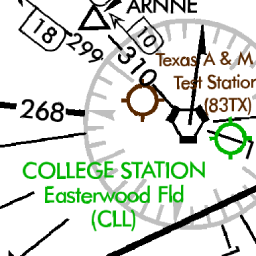 ARNNE
18
299
10
310
Texas A & M
Test Station
(83TX)
268
COLLEGE STATION
Easterwood Fld
(CLL)